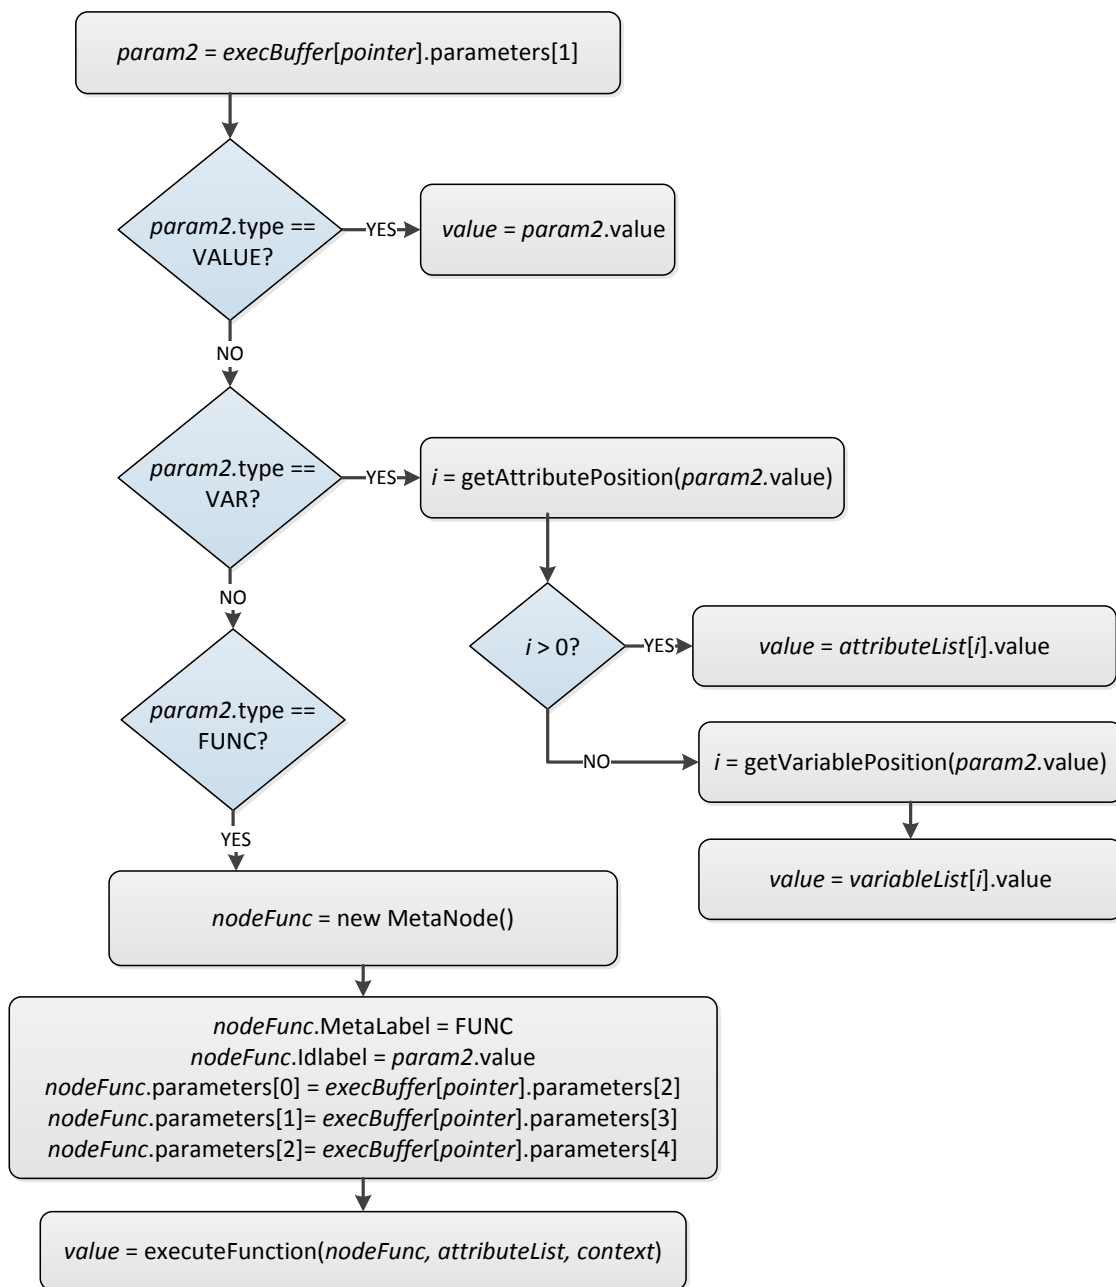 param2 = execBuffer[pointer].parameters[1]
param2.type ==
VALUE?
YES
value = param2.value
NO
param2.type ==
VAR?
YES
i = getAttributePosition(param2.value)
NO
i > 0?
YES
value = attributeList[i].value
param2.type ==
FUNC?
NO
i = getVariablePosition(param2.value)
YES
value = variableList[i].value
nodeFunc = new MetaNode()
nodeFunc.MetaLabel = FUNC
nodeFunc.Idlabel = param2.value
nodeFunc.parameters[0] = execBuffer[pointer].parameters[2]
nodeFunc.parameters[1]= execBuffer[pointer].parameters[3]
nodeFunc.parameters[2]= execBuffer[pointer].parameters[4]
value = executeFunction(nodeFunc, attributeList, context)